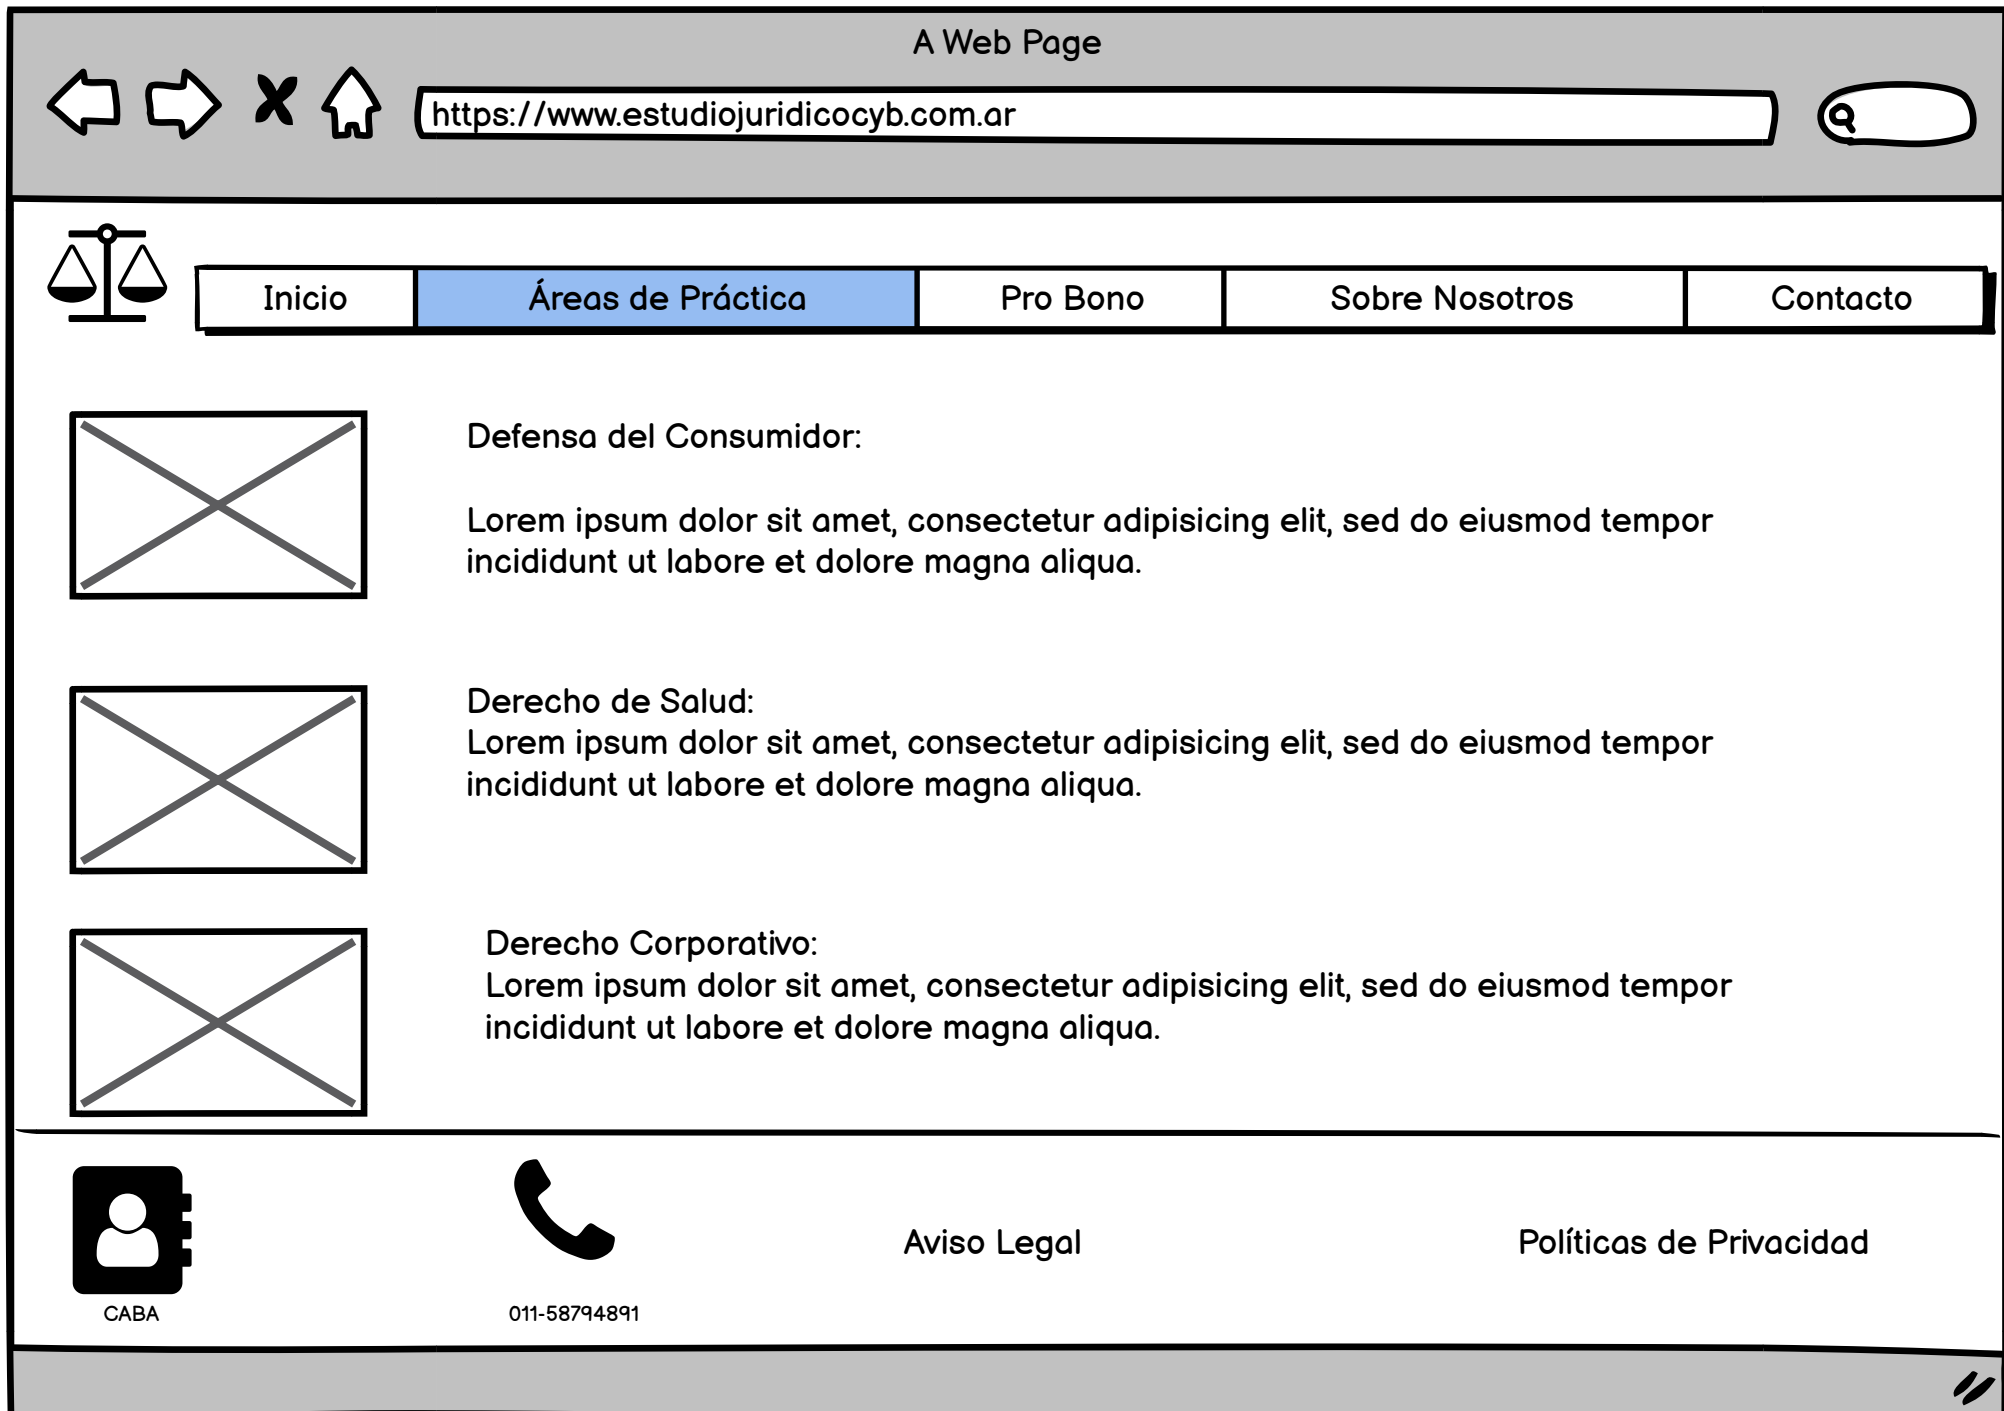 A Web Page
https://www.estudiojuridicocyb.com.ar
Inicio Áreas de Práctica Pro Bono Sobre Nosotros Contacto
Defensa del Consumidor:
Lorem ipsum dolor sit amet, consectetur adipisicing elit, sed do eiusmod tempor
incididunt ut labore et dolore magna aliqua.
Derecho de Salud:
Lorem ipsum dolor sit amet, consectetur adipisicing elit, sed do eiusmod tempor
incididunt ut labore et dolore magna aliqua.
Derecho Corporativo:
Lorem ipsum dolor sit amet, consectetur adipisicing elit, sed do eiusmod tempor
incididunt ut labore et dolore magna aliqua.
Aviso Legal Políticas de Privacidad
CABA 011-58794891